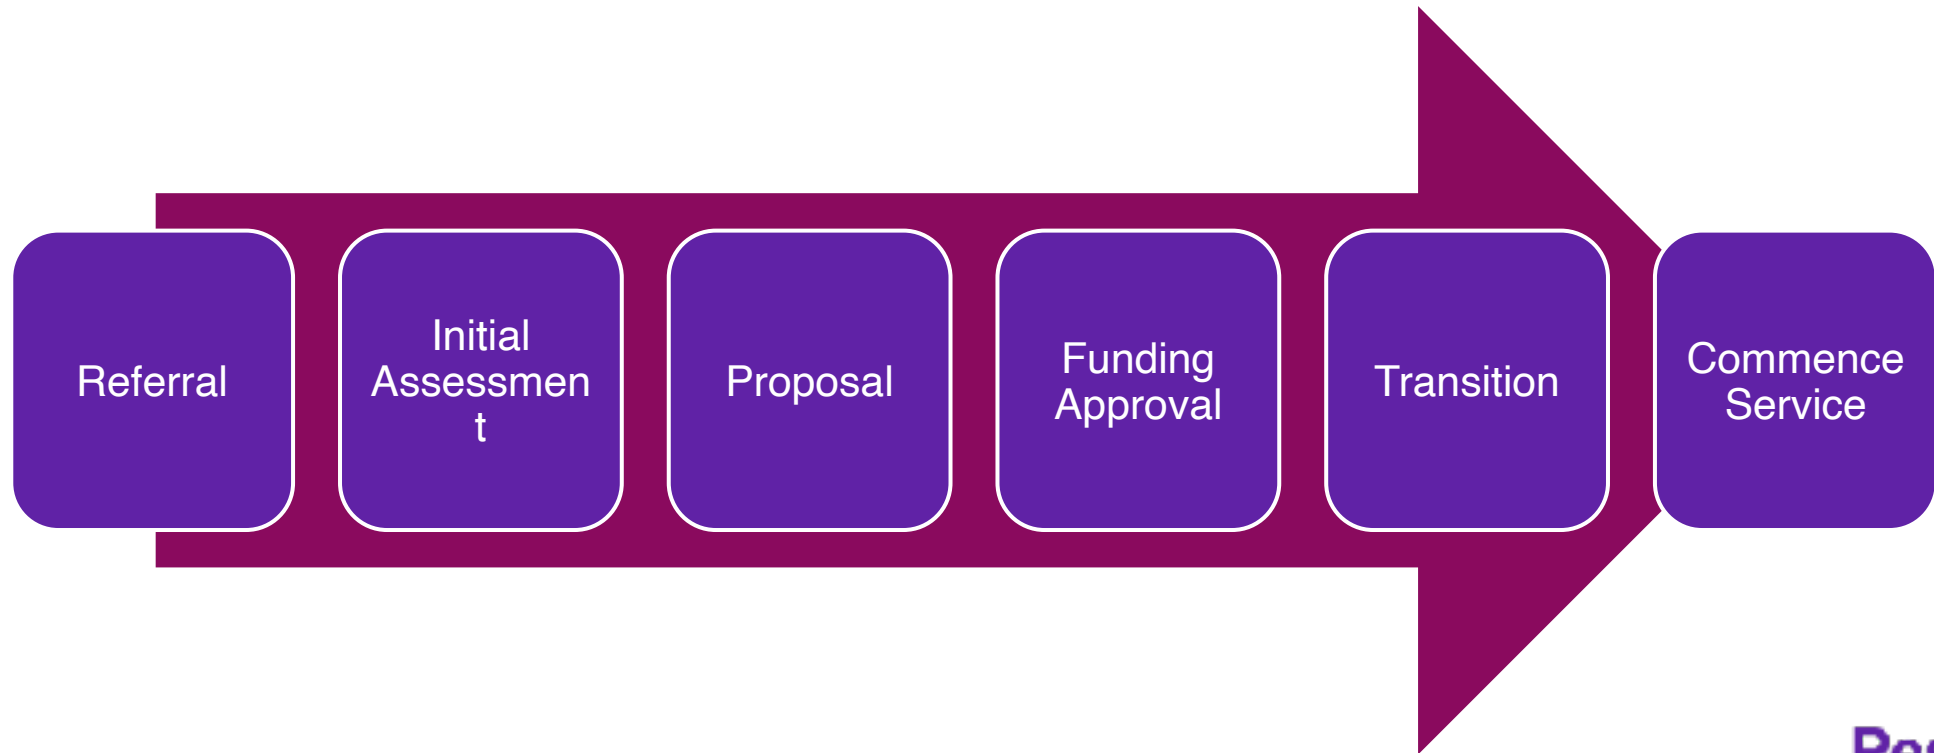 Referral
Initial
Assessmen
t
Proposal
Funding
Approval
Transition
Commence
Service